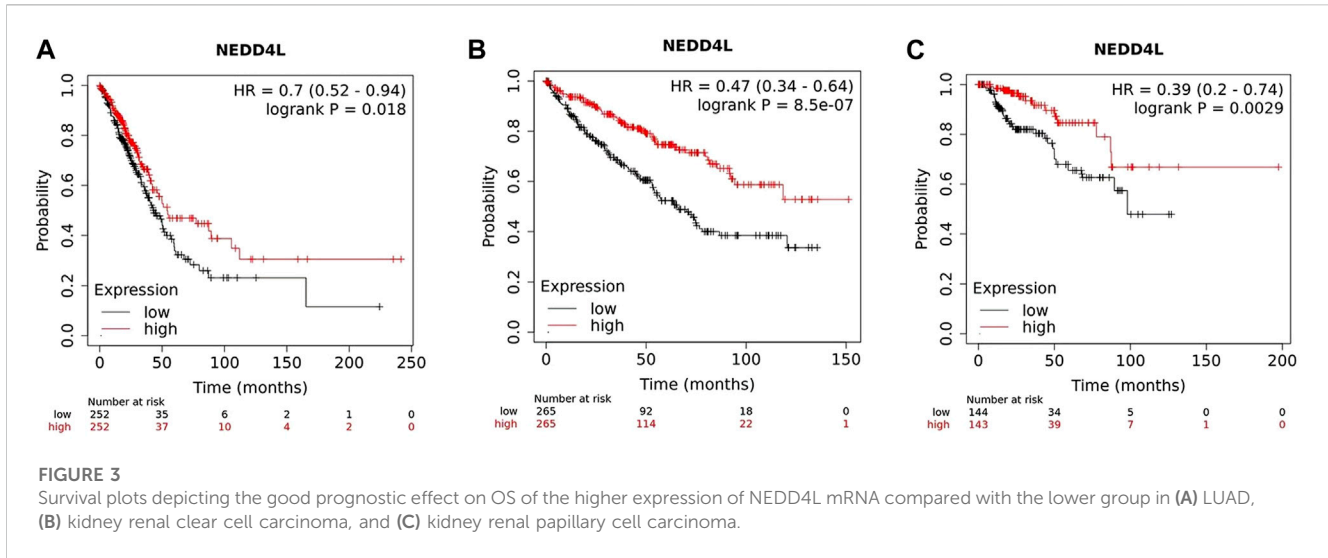 A
NEDD4L
HR = 0.7 (0.52 - 0.94)
logrank P = 0.018
Probability
1.0
0.8
0.6
0.4
0.2
0.0
Expression
low
high
0 50 100 150 200 250
Time (months)
Number at risk
low 252 35 6 2 1 0
high 252 37 10 4 2 0
B
NEDD4L
HR = 0.47 (0.34 - 0.64)
logrank P = 8.5e-07
Probability
1.0
0.8
0.6
0.4
0.2
0.0
Expression
low
high
0 50 100 150
Time (months)
Number at risk
low 265 92 18 0
high 265 114 22 1
C
NEDD4L
HR = 0.39 (0.2 - 0.74)
logrank P = 0.0029
Probability
1.0
0.8
0.6
0.4
0.2
0.0
Expression
low
high
0 50 100 150 200
Time (months)
Number at risk
low 144 34 5 0 0
high 143 39 7 1 0
FIGURE 3
Survival plots depicting the good prognostic effect on OS of the higher expression of NEDD4L mRNA compared with the lower group in (A) LUAD,
(B) kidney renal clear cell carcinoma, and (C) kidney renal papillary cell carcinoma.